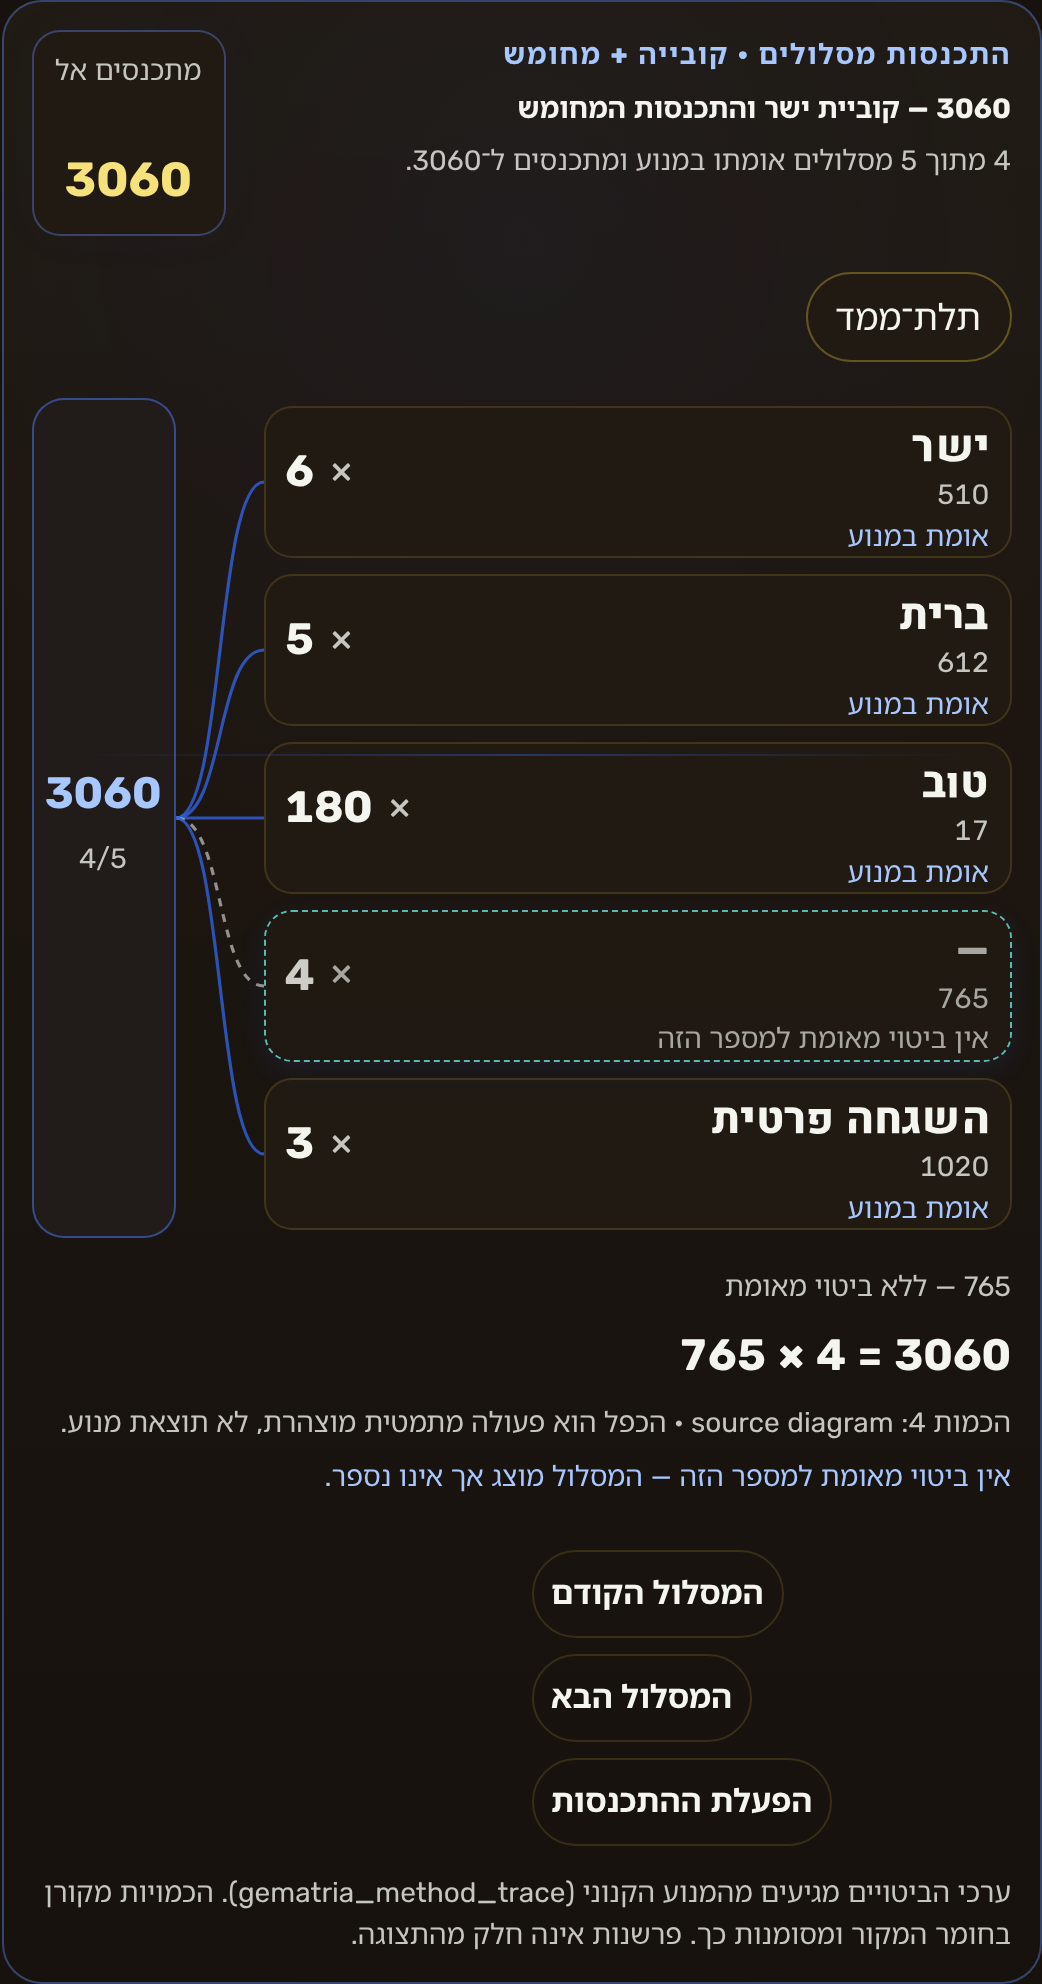 התכנסות מסלולים • קובייה + מחומש
3060 – קוביית ישר והתכנסות המחומש
4 מתוך 5 מסלולים אומתו במנוע ומתכנסים ל־3060.
מתכנסים אל
3060
תלת־ממד
ישר
510
אומת במנוע
× 6
ברית
612
אומת במנוע
× 5
טוב
17
אומת במנוע
× 180
—
765
אין ביטוי מאומת למספר הזה
× 4
השגחה פרטית
1020
אומת במנוע
× 3
3060
4/5
765 – ללא ביטוי מאומת
765 × 4 = 3060
הכמות 4: source diagram • הכפל הוא פעולה מתמטית מוצהרת, לא תוצאת מנוע.
אין ביטוי מאומת למספר הזה – המסלול מוצג אך אינו נספר.
המסלול הקודם
המסלול הבא
הפעלת ההתכנסות
ערכי הביטויים מגיעים מהמנוע הקנוני (gematria_method_trace). הכמויות מקורן
בחומר המקור ומסומנות כך. פרשנות אינה חלק מהתצוגה.